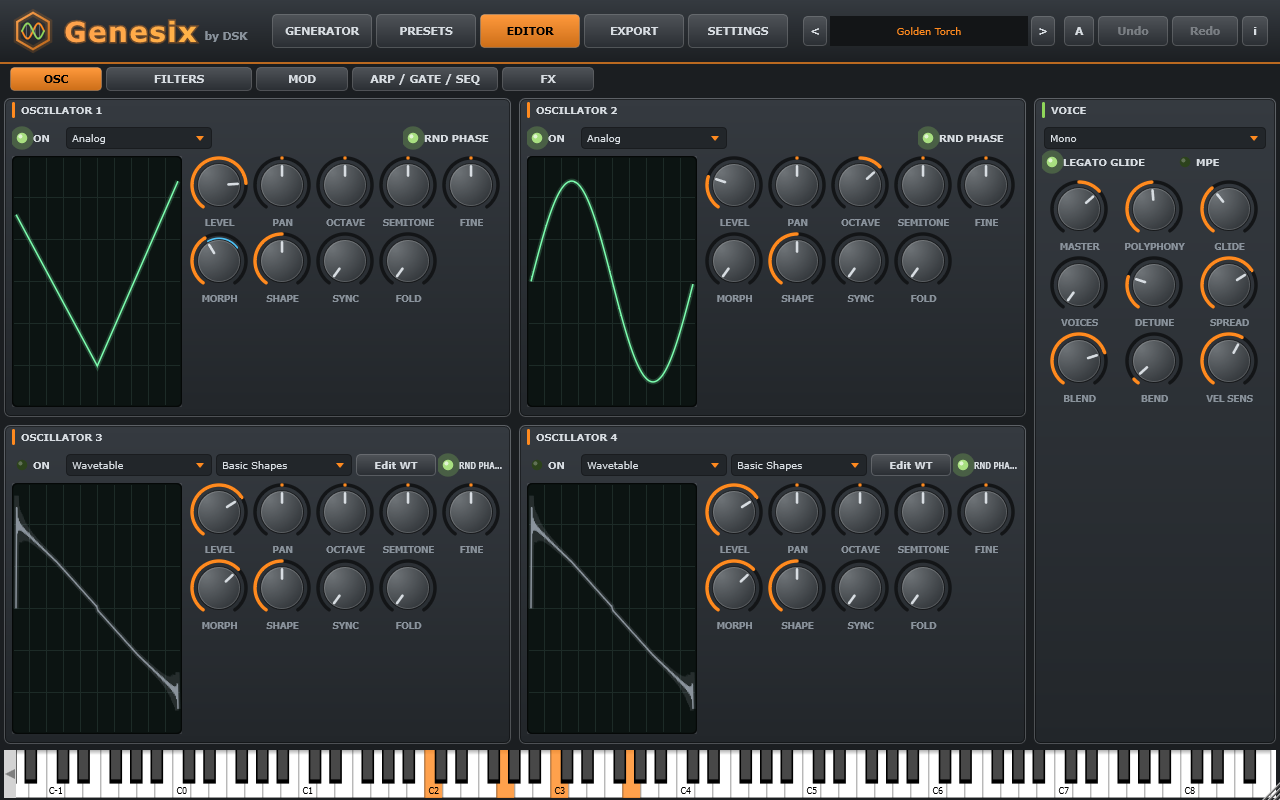 Genesix by DSK
GENERATOR PRESETS EDITOR EXPORT SETTINGS
< Golden Torch > A Undo Redo i
OSC FILTERS MOD ARP / GATE / SEQ FX
OSCILLATOR 1
ON Analog RND PHASE
LEVEL PAN OCTAVE SEMITONE FINE
MORPH SHAPE SYNC FOLD
OSCILLATOR 2
ON Analog RND PHASE
LEVEL PAN OCTAVE SEMITONE FINE
MORPH SHAPE SYNC FOLD
VOICE
Mono
LEGATO GLIDE MPE
MASTER POLYPHONY GLIDE
VOICES DETUNE SPREAD
BLEND BEND VEL SENS
OSCILLATOR 3
ON Wavetable Basic Shapes Edit WT RND PHA...
LEVEL PAN OCTAVE SEMITONE FINE
MORPH SHAPE SYNC FOLD
OSCILLATOR 4
ON Wavetable Basic Shapes Edit WT RND PHA...
LEVEL PAN OCTAVE SEMITONE FINE
MORPH SHAPE SYNC FOLD
C-1 C0 C1 C2 C3 C4 C5 C6 C7 C8